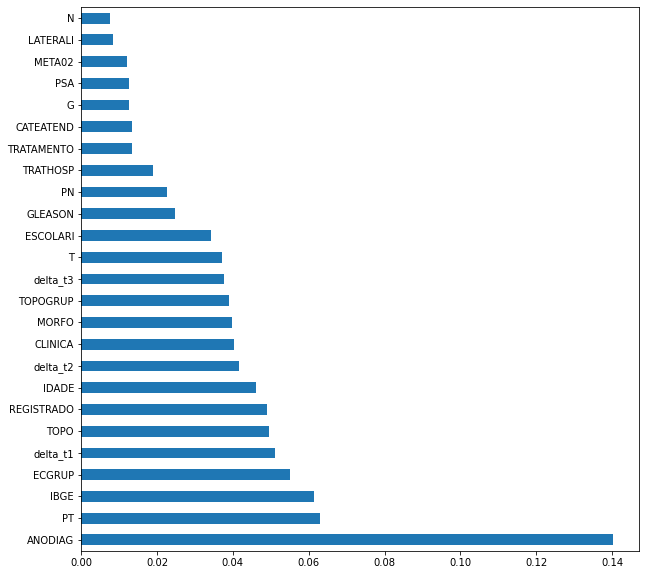 N
LATERALI
META02
PSA
G
CATEATEND
TRATAMENTO
TRATHOSP
PN
GLEASON
ESCOLARI
T
delta_t3
TOPOGRUP
MORFO
CLINICA
delta_t2
IDADE
REGISTRADO
TOPO
delta_t1
ECGRUP
IBGE
PT
ANODIAG
0.00 0.02 0.04 0.06 0.08 0.10 0.12 0.14